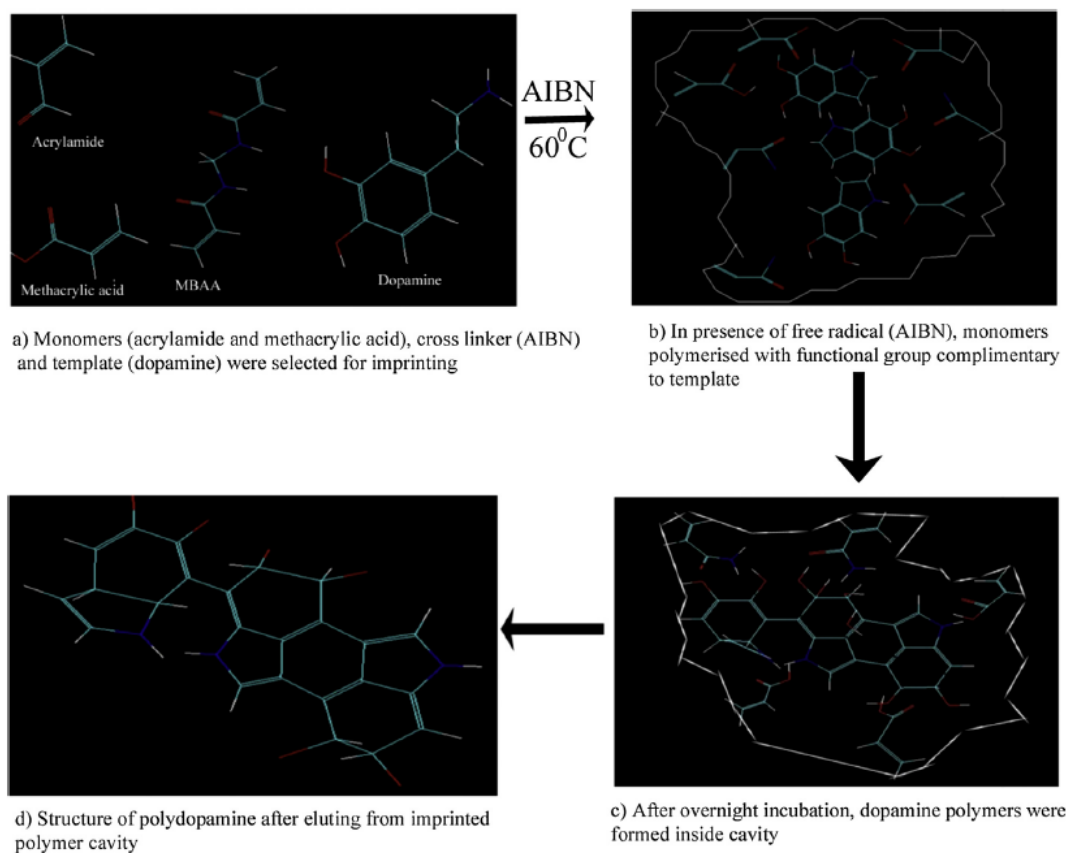 Acrylamide
Methacrylic acid
MBAA
Dopamine
AIBN
60⁰C
a) Monomers (acrylamide and methacrylic acid), cross linker (AIBN)
and template (dopamine) were selected for imprinting
b) In presence of free radical (AIBN), monomers
polymerised with functional group complimentary
to template
c) After overnight incubation, dopamine polymers were
formed inside cavity
d) Structure of polydopamine after eluting from imprinted
polymer cavity